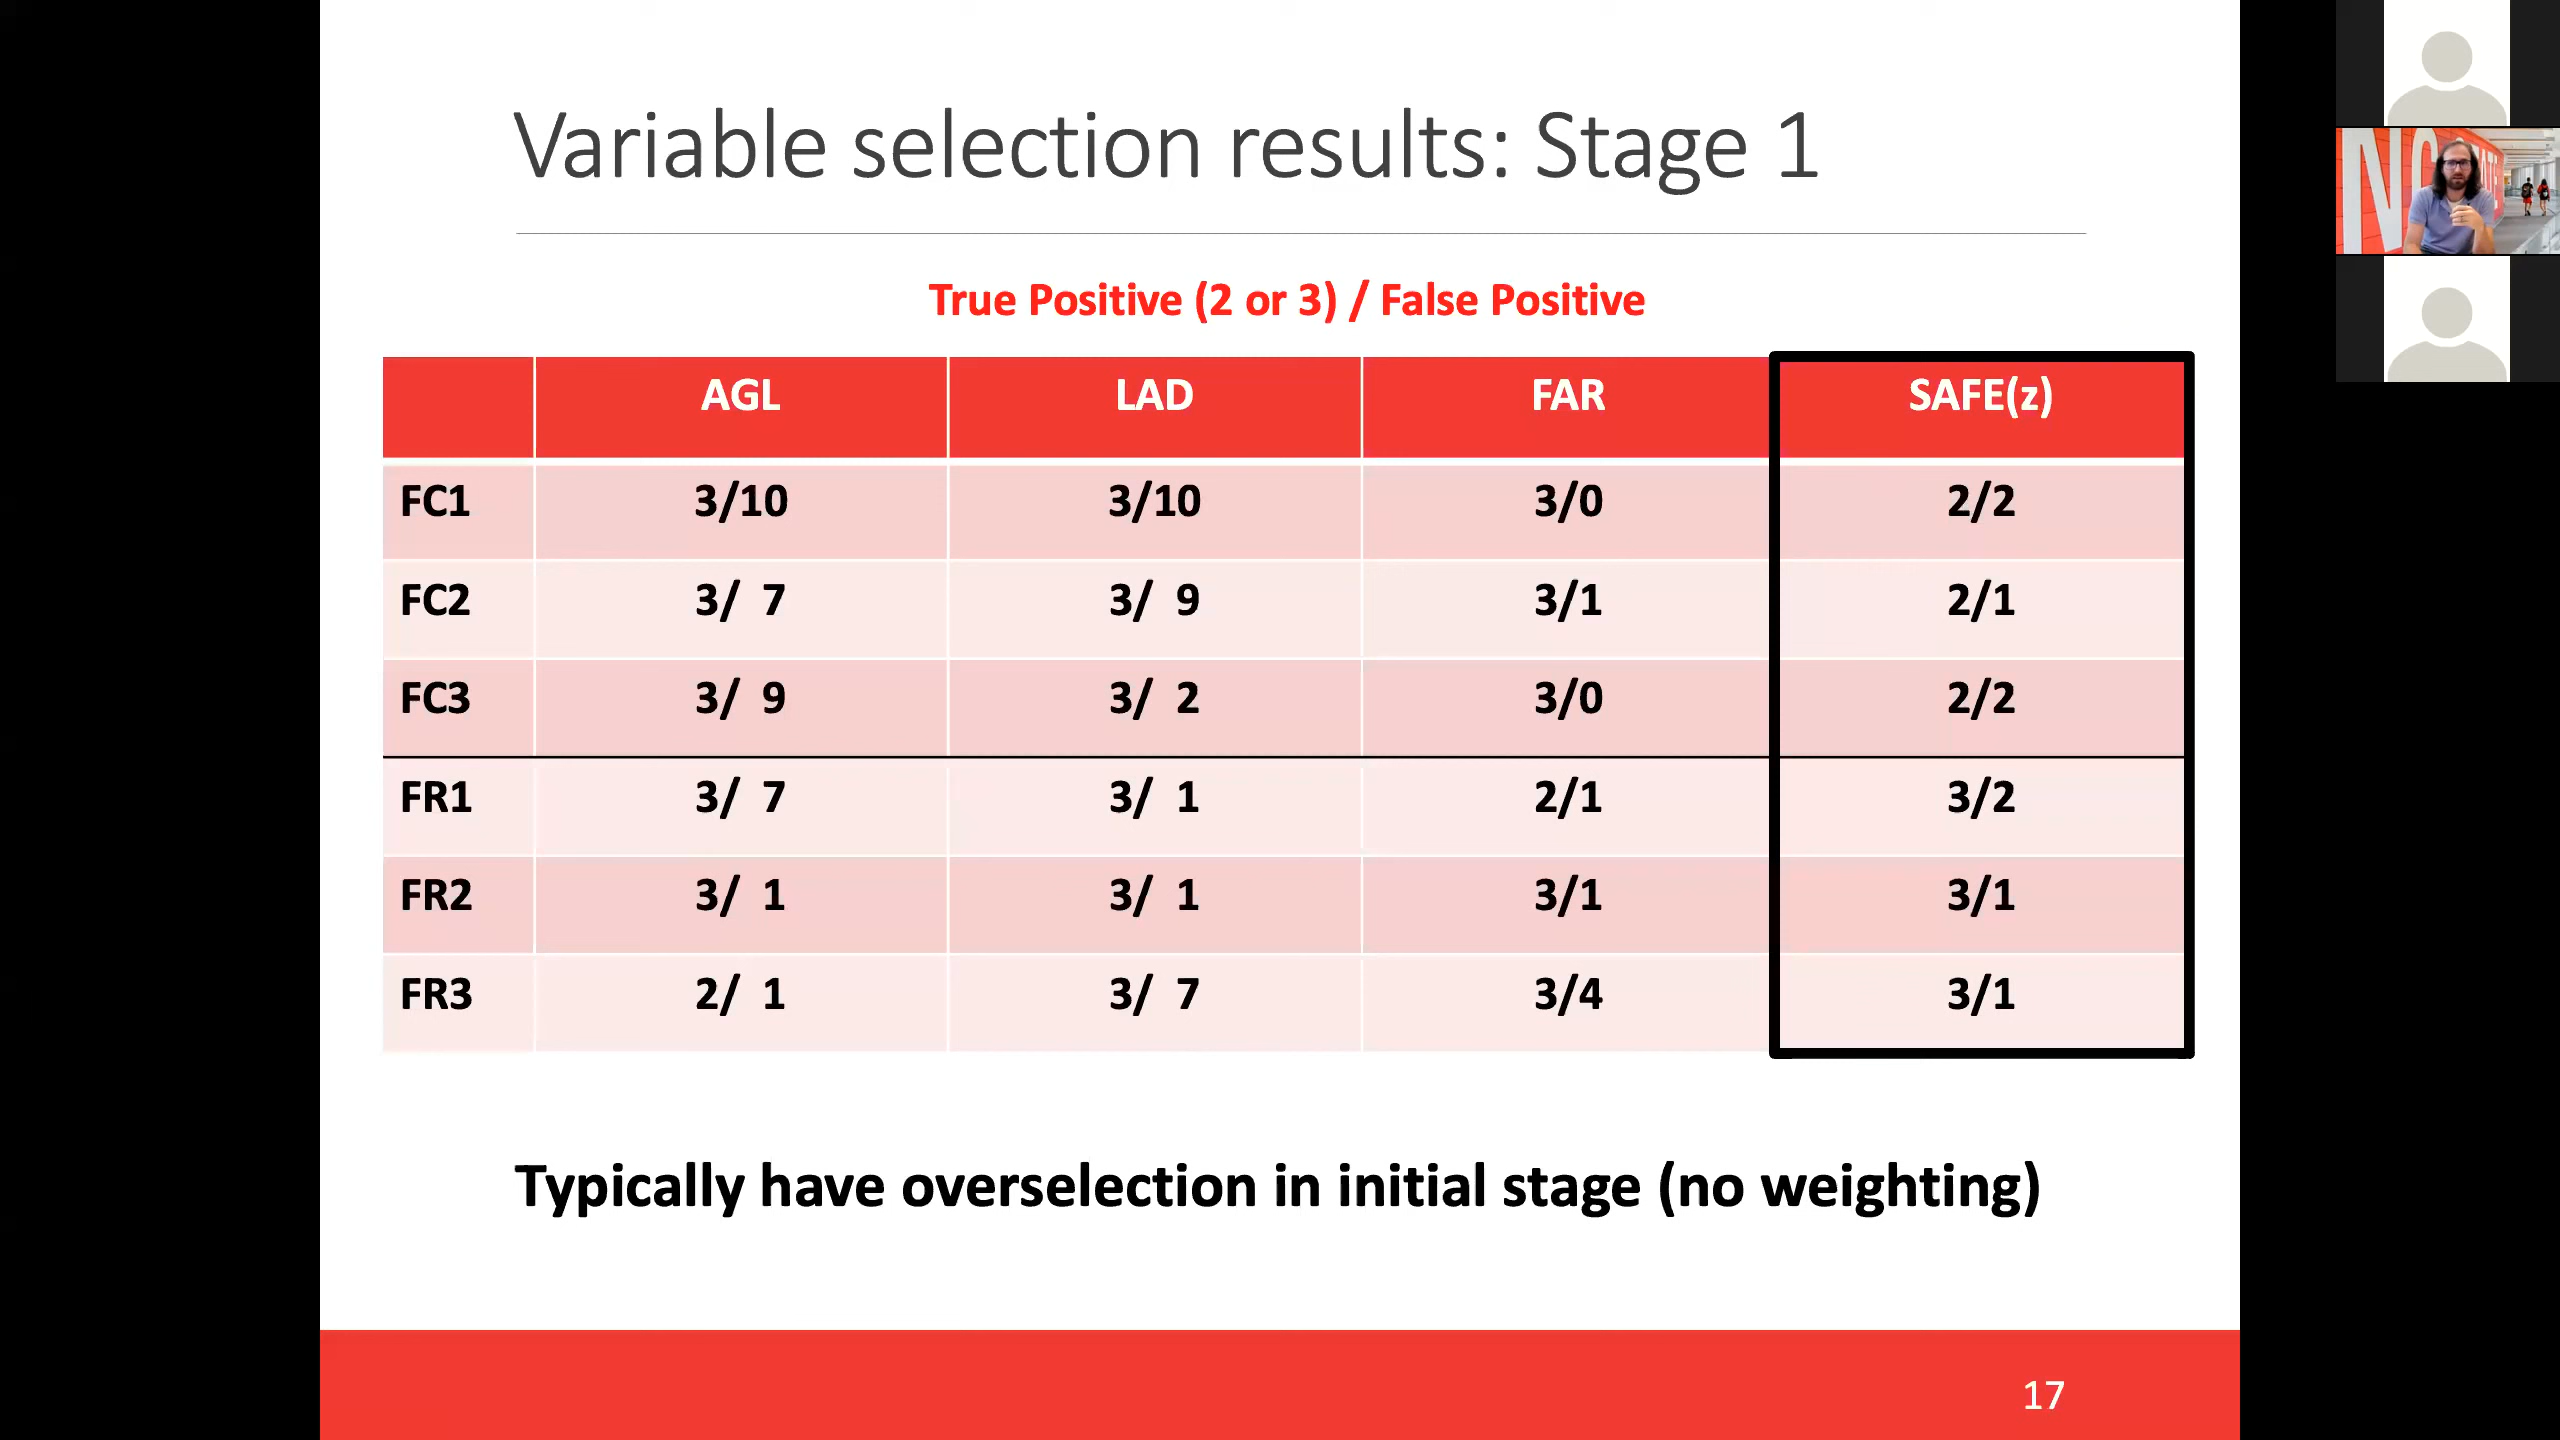 Variable selection results: Stage 1
True Positive (2 or 3) / False Positive
AGL LAD FAR SAFE(z)
FC1 3/10 3/10 3/0 2/2
FC2 3/ 7 3/ 9 3/1 2/1
FC3 3/ 9 3/ 2 3/0 2/2
FR1 3/ 7 3/ 1 2/1 3/2
FR2 3/ 1 3/ 1 3/1 3/1
FR3 2/ 1 3/ 7 3/4 3/1
Typically have overselection in initial stage (no weighting)
17